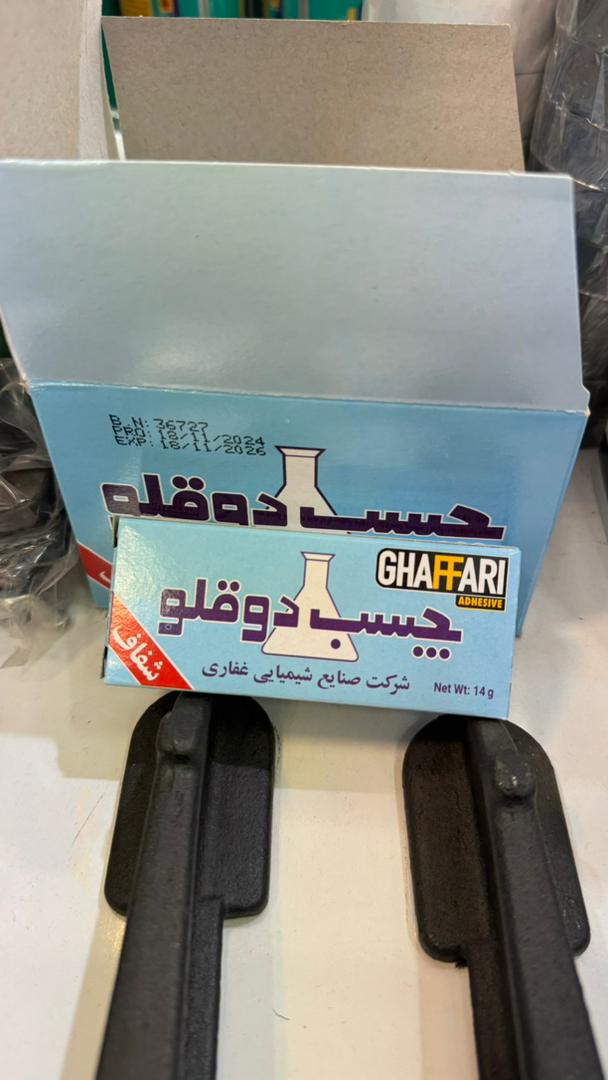 B.N: 36727
PRO: 18/11/2024
EXP: 18/11/2026
چسب دوقلو
GHAFFARI
ADHESIVE
چسب دوقلو
شفاف
شرکت صنایع شیمیایی غفاری
Net Wt: 14 g